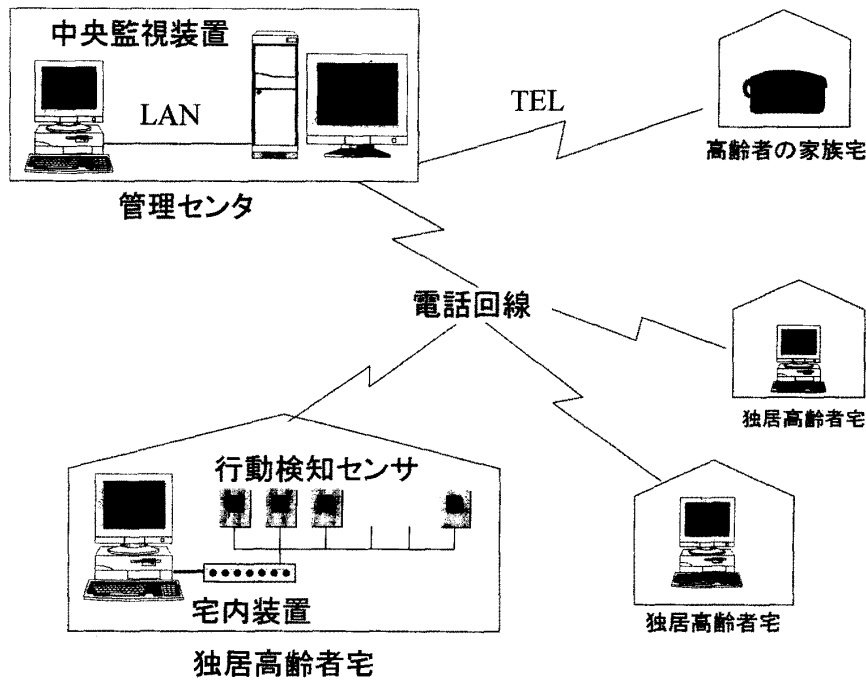 中央監視装置
LAN
管理センタ
TEL
高齢者の家族宅
電話回線
独居高齢者宅
行動検知センサ
宅内装置
独居高齢者宅
独居高齢者宅